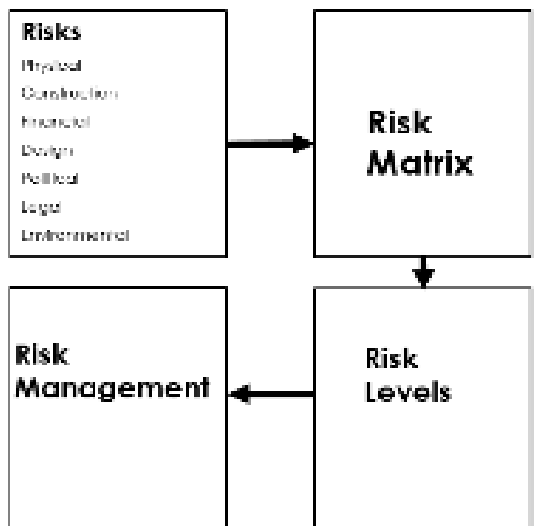 Risks
Physical
Construction
Financial
Design
Political
Legal
Environmental
Risk
Matrix
Risk
Management
Risk
Levels